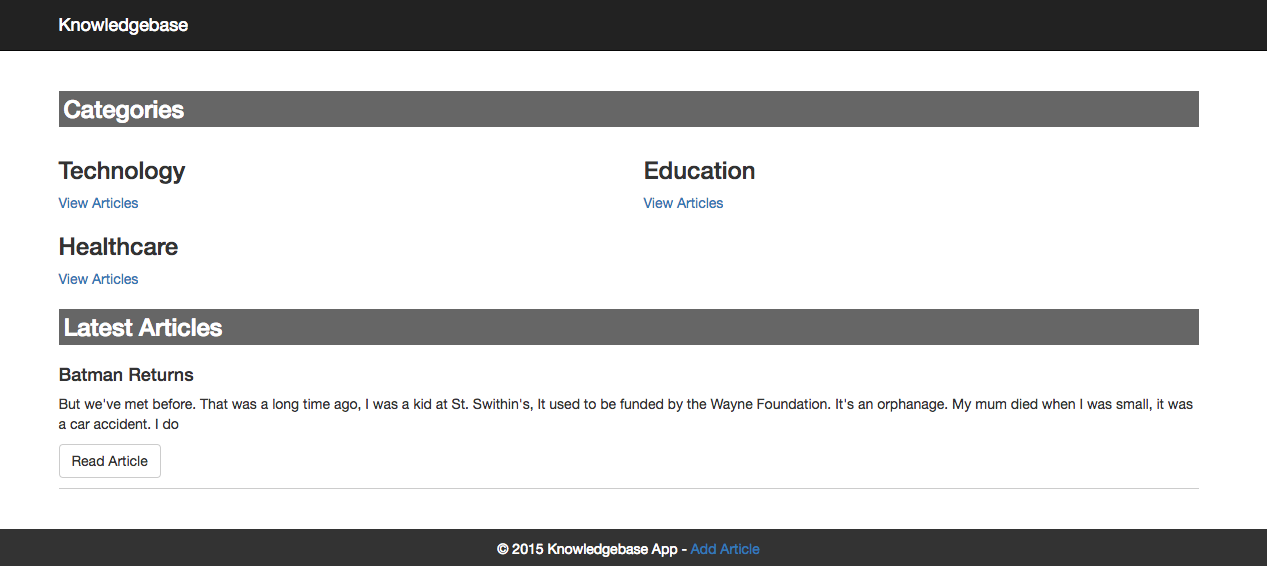 Knowledgebase
Categories
Technology
Education
View Articles
View Articles
Healthcare
View Articles
Latest Articles
Batman Returns
But we've met before. That was a long time ago, I was a kid at St. Swithin's, It used to be funded by the Wayne Foundation. It's an orphanage. My mum died when I was small, it was
a car accident. I do
Read Article
© 2015 Knowledgebase App - Add Article